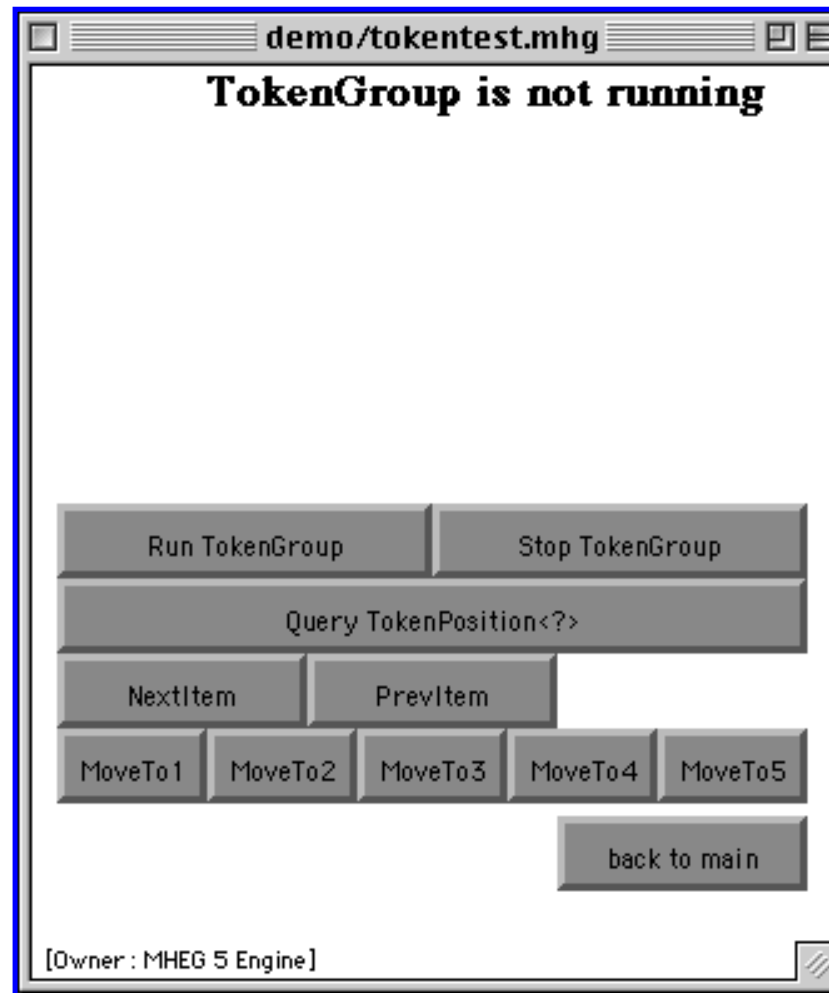 demo/tokentest.mhg
TokenGroup is not running
Run TokenGroup Stop TokenGroup
Query TokenPosition<?>
NextItem PrevItem
MoveTo1 MoveTo2 MoveTo3 MoveTo4 MoveTo5
back to main
[Owner : MHEG 5 Engine]